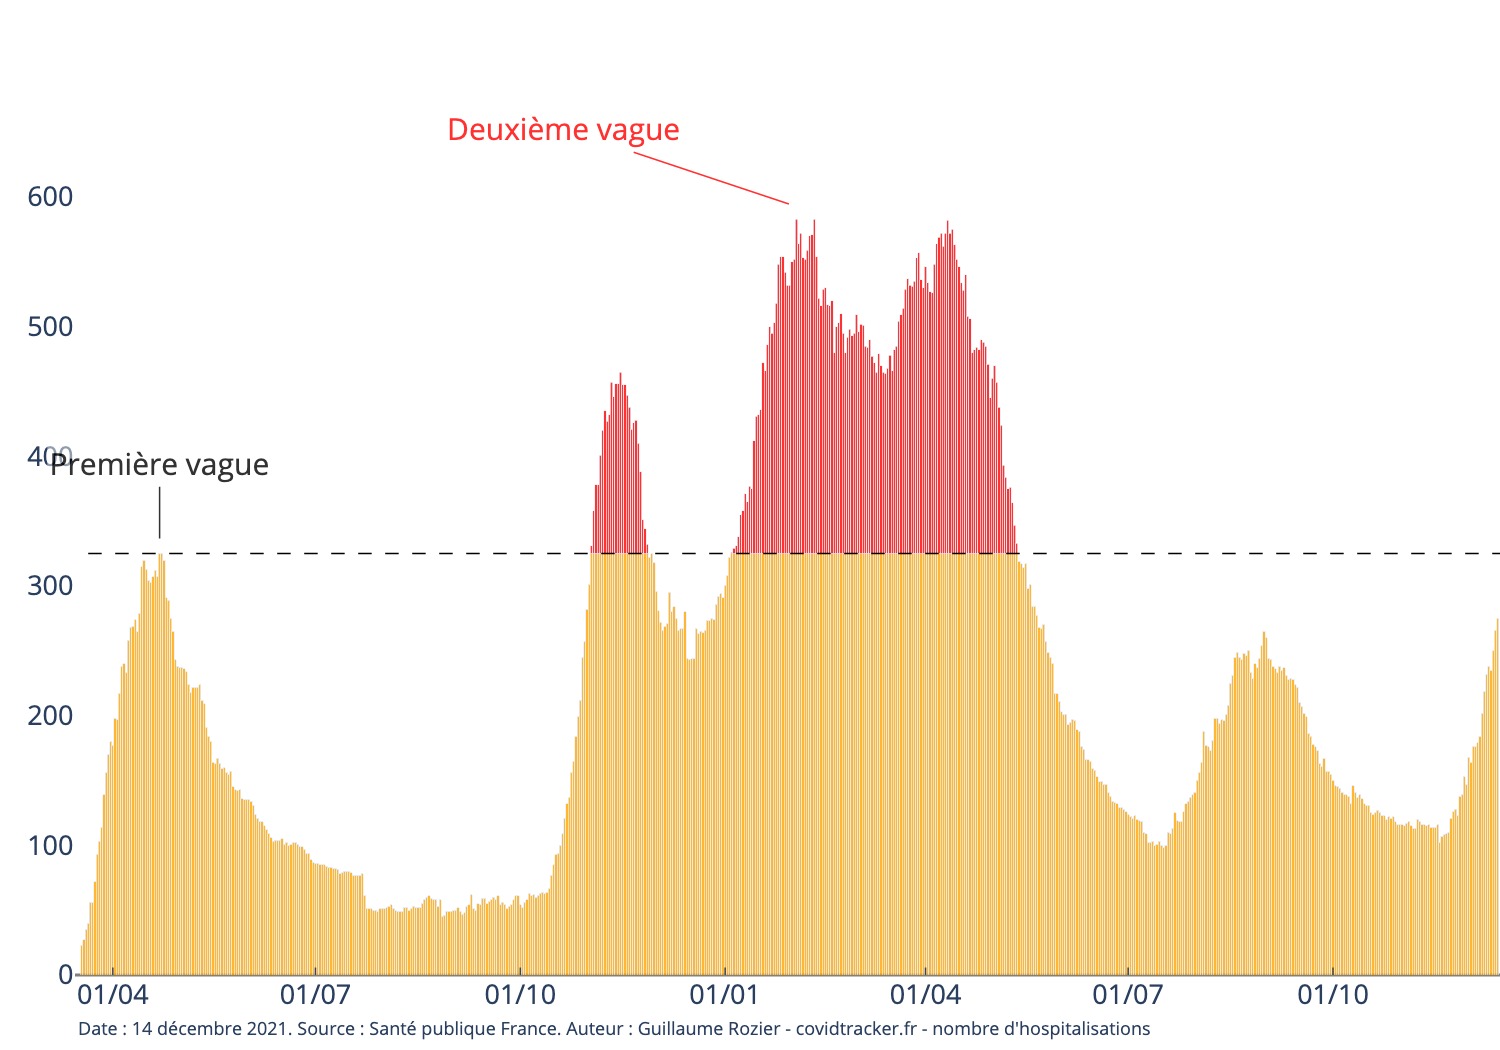 Deuxième vague
600
500
400
Première vague
300
200
100
0
01/04 01/07 01/10 01/01 01/04 01/07 01/10
Date : 14 décembre 2021. Source : Santé publique France. Auteur : Guillaume Rozier - covidtracker.fr - nombre d'hospitalisations